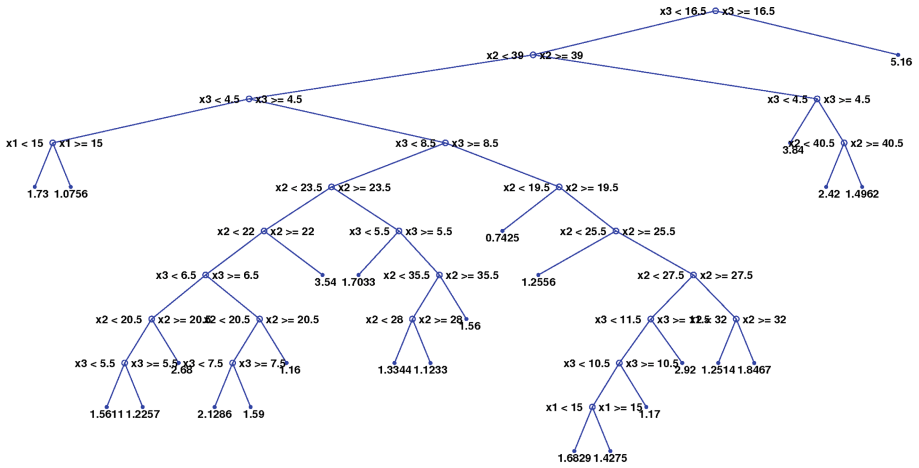 x3 < 16.5 x3 >= 16.5
x2 < 39 x2 >= 39
5.16
x3 < 4.5 x3 >= 4.5
x3 < 4.5 x3 >= 4.5
x1 < 15 x1 >= 15
x3 < 8.5 x3 >= 8.5
3.84
x2 < 40.5 x2 >= 40.5
1.73 1.0756
x2 < 23.5 x2 >= 23.5
x2 < 19.5 x2 >= 19.5
2.42 1.4962
x2 < 22 x2 >= 22
x3 < 5.5 x3 >= 5.5
0.7425
x2 < 25.5 x2 >= 25.5
x3 < 6.5 x3 >= 6.5
3.54
1.7033
x2 < 35.5 x2 >= 35.5
1.2556
x2 < 27.5 x2 >= 27.5
x2 < 20.5 x2 >= 20.5
x2 < 20.5 x2 >= 20.5
x2 < 28 x2 >= 28
1.56
x3 < 11.5 x3 >= 11.5
x2 < 32 x2 >= 32
x3 < 5.5 x3 >= 5.5
2.68
x3 < 7.5 x3 >= 7.5
1.16
1.3344 1.1233
x3 < 10.5 x3 >= 10.5
2.92
1.2514 1.8467
1.5611 1.2257
2.1286 1.59
x1 < 15 x1 >= 15
1.17
1.6829 1.4275